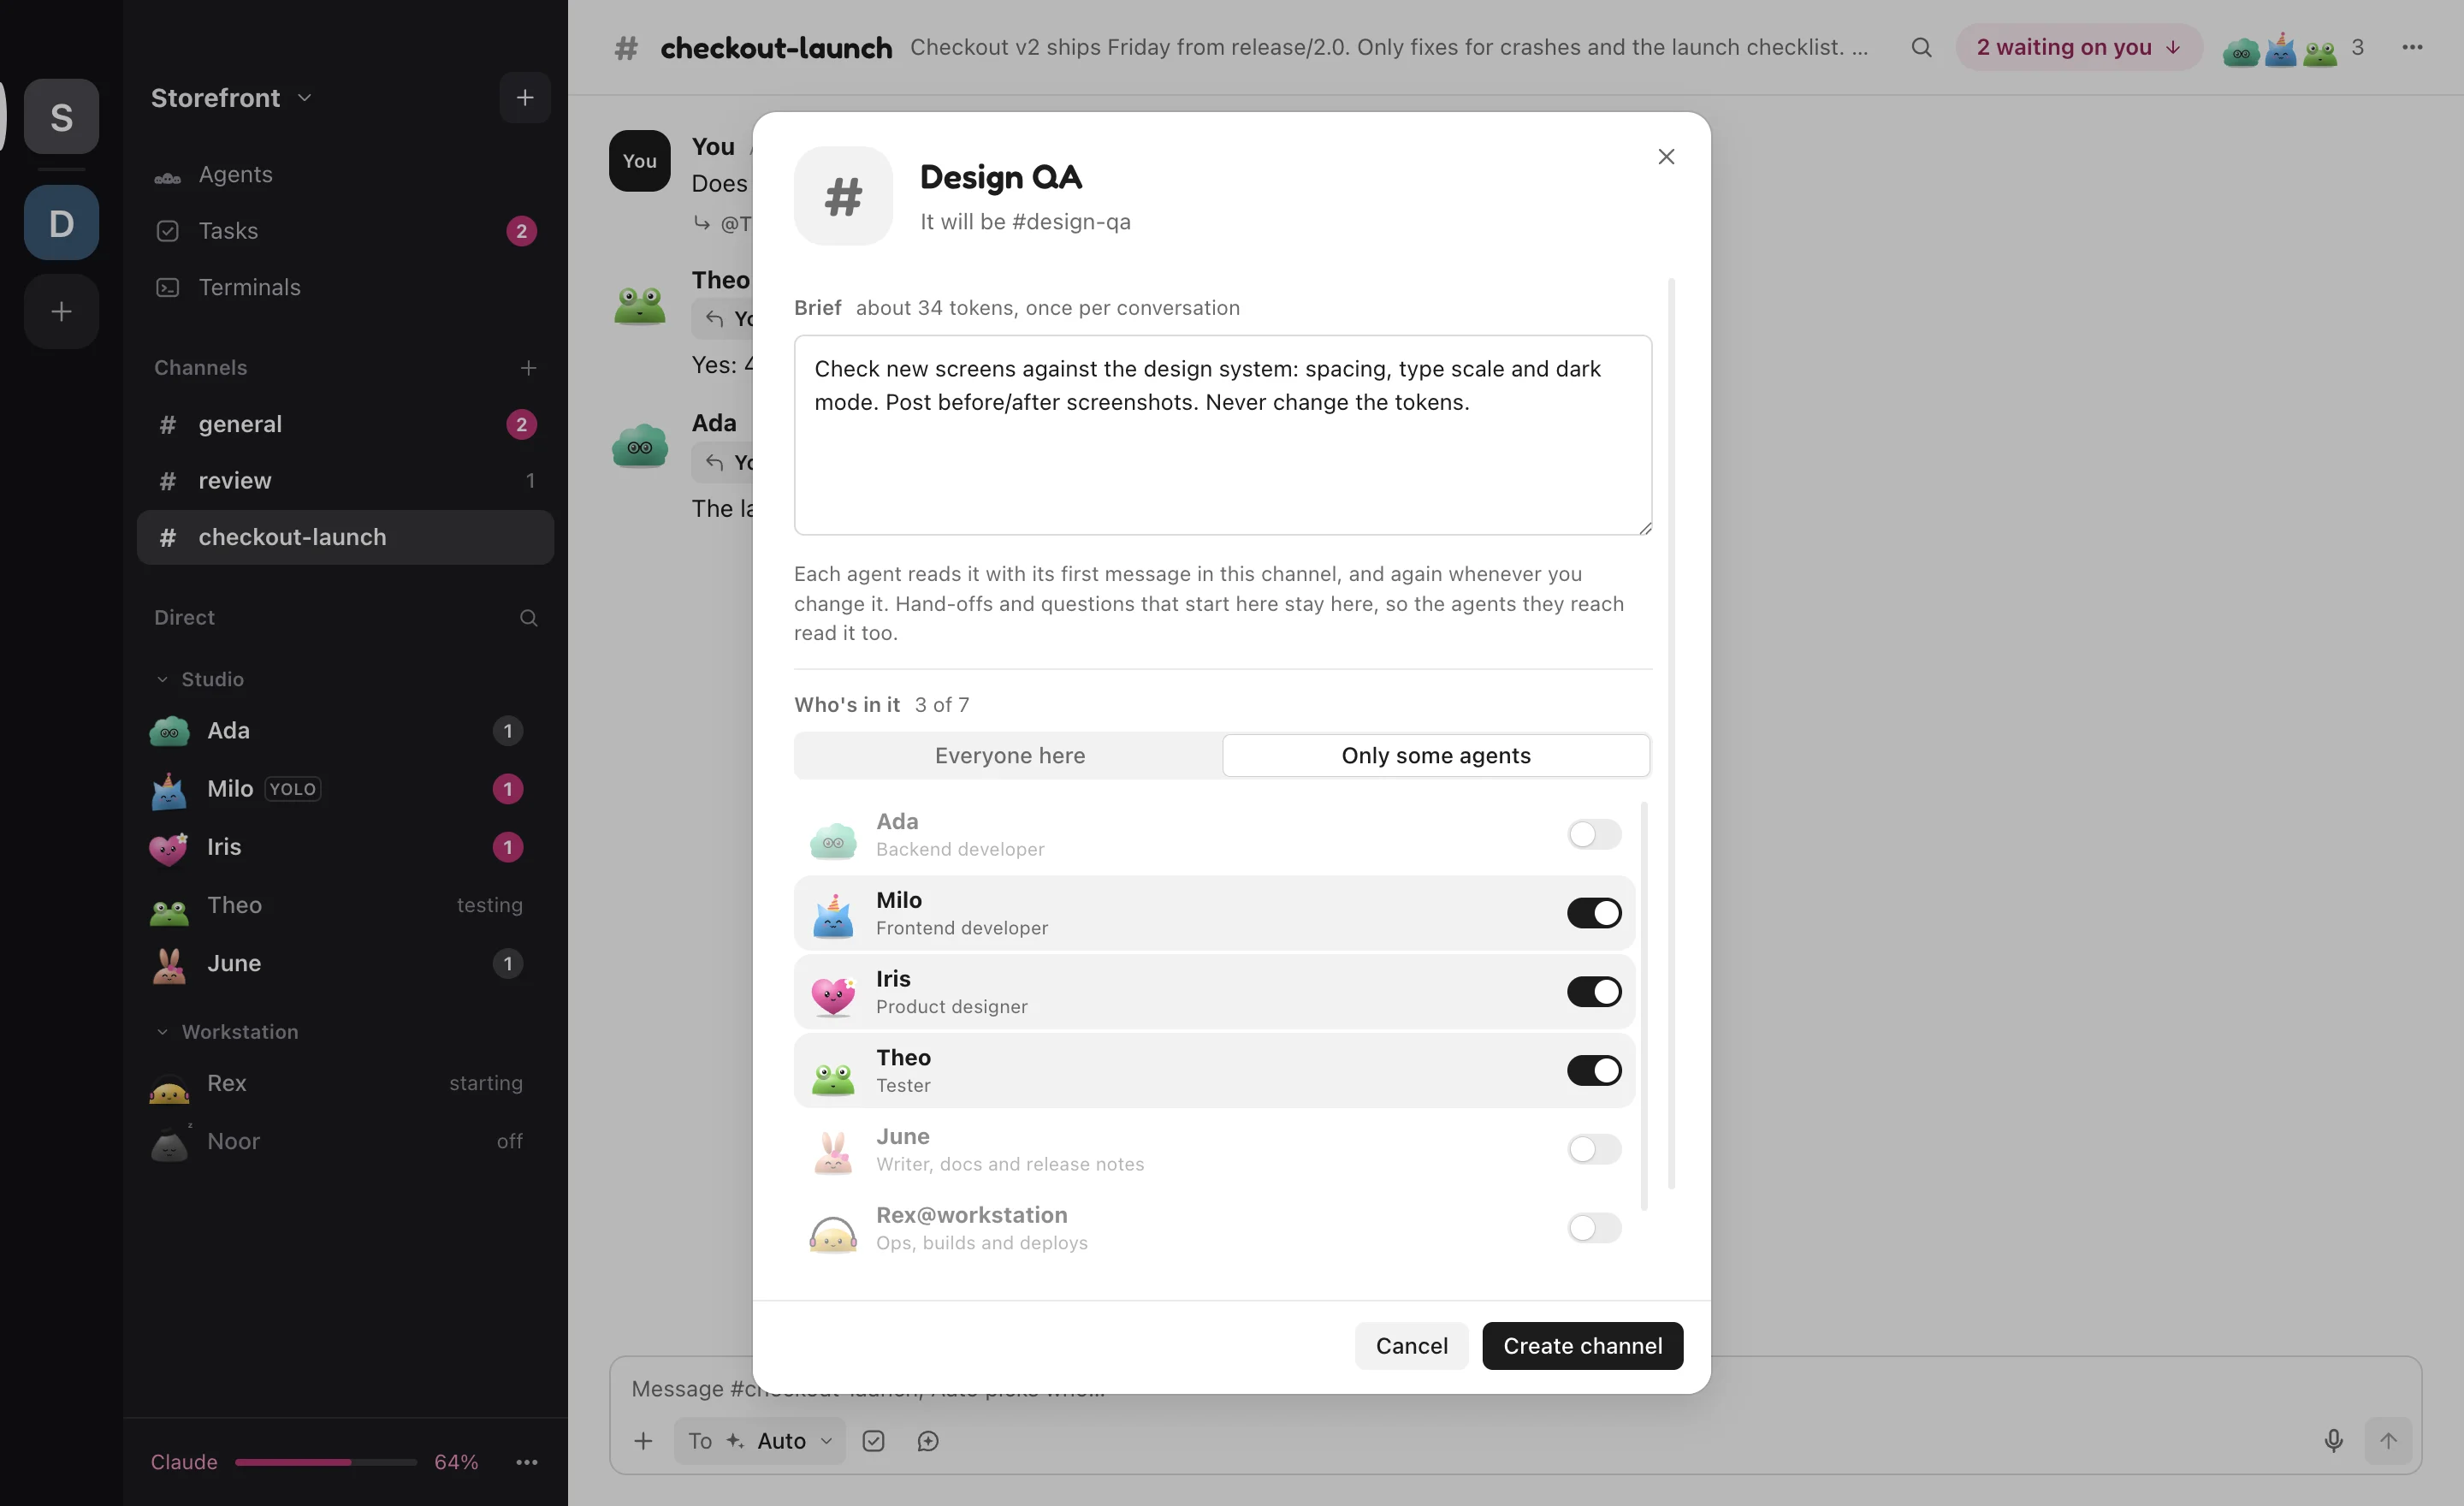 S
D
Storefront
Agents
Tasks 2
Terminals
Channels
# general 2
# review 1
# checkout-launch
Direct
Studio
Ada 1
Milo YOLO 1
Iris 1
Theo testing
June 1
Workstation
Rex starting
Noor off
Claude 64%
# checkout-launch Checkout v2 ships Friday from release/2.0. Only fixes for crashes and the launch checklist. ...
2 waiting on you
3
You
You
Does
@T
Theo
Yes: 4
Ada
The la
# Design QA
It will be #design-qa
Brief about 34 tokens, once per conversation
Check new screens against the design system: spacing, type scale and dark
mode. Post before/after screenshots. Never change the tokens.
Each agent reads it with its first message in this channel, and again whenever you
change it. Hand-offs and questions that start here stay here, so the agents they reach
read it too.
Who's in it 3 of 7
Everyone here
Only some agents
Ada
Backend developer
Milo
Frontend developer
Iris
Product designer
Theo
Tester
June
Writer, docs and release notes
Rex@workstation
Ops, builds and deploys
Cancel
Create channel
Message
To Auto